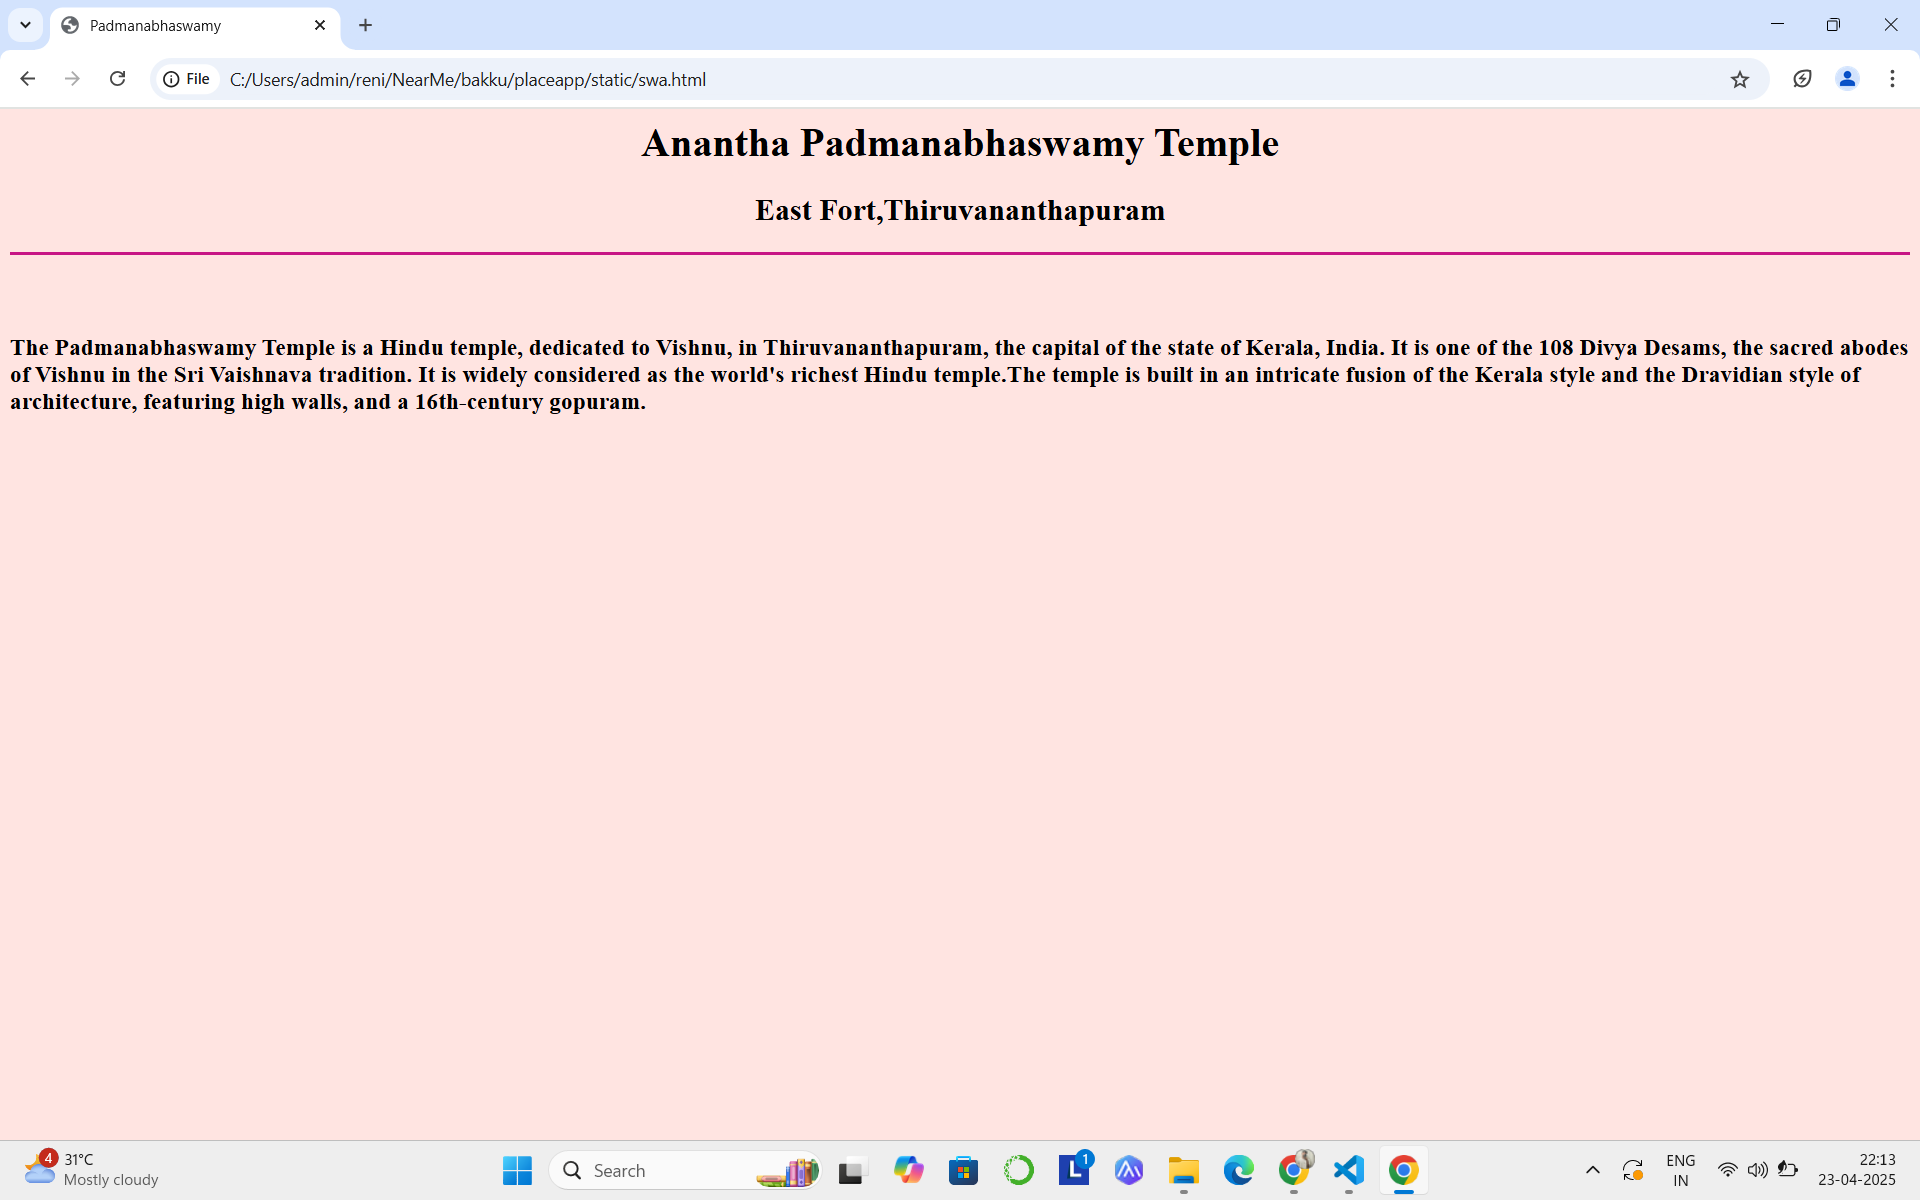 Padmanabhaswamy
File
C:/Users/admin/reni/NearMe/bakku/placeapp/static/swa.html
Anantha Padmanabhaswamy Temple
East Fort,Thiruvananthapuram
The Padmanabhaswamy Temple is a Hindu temple, dedicated to Vishnu, in Thiruvananthapuram, the capital of the state of Kerala, India. It is one of the 108 Divya Desams, the sacred abodes
of Vishnu in the Sri Vaishnava tradition. It is widely considered as the world's richest Hindu temple.The temple is built in an intricate fusion of the Kerala style and the Dravidian style of
architecture, featuring high walls, and a 16th-century gopuram.
4
31°C
Mostly cloudy
Search
L
1
ENG
IN
22:13
23-04-2025